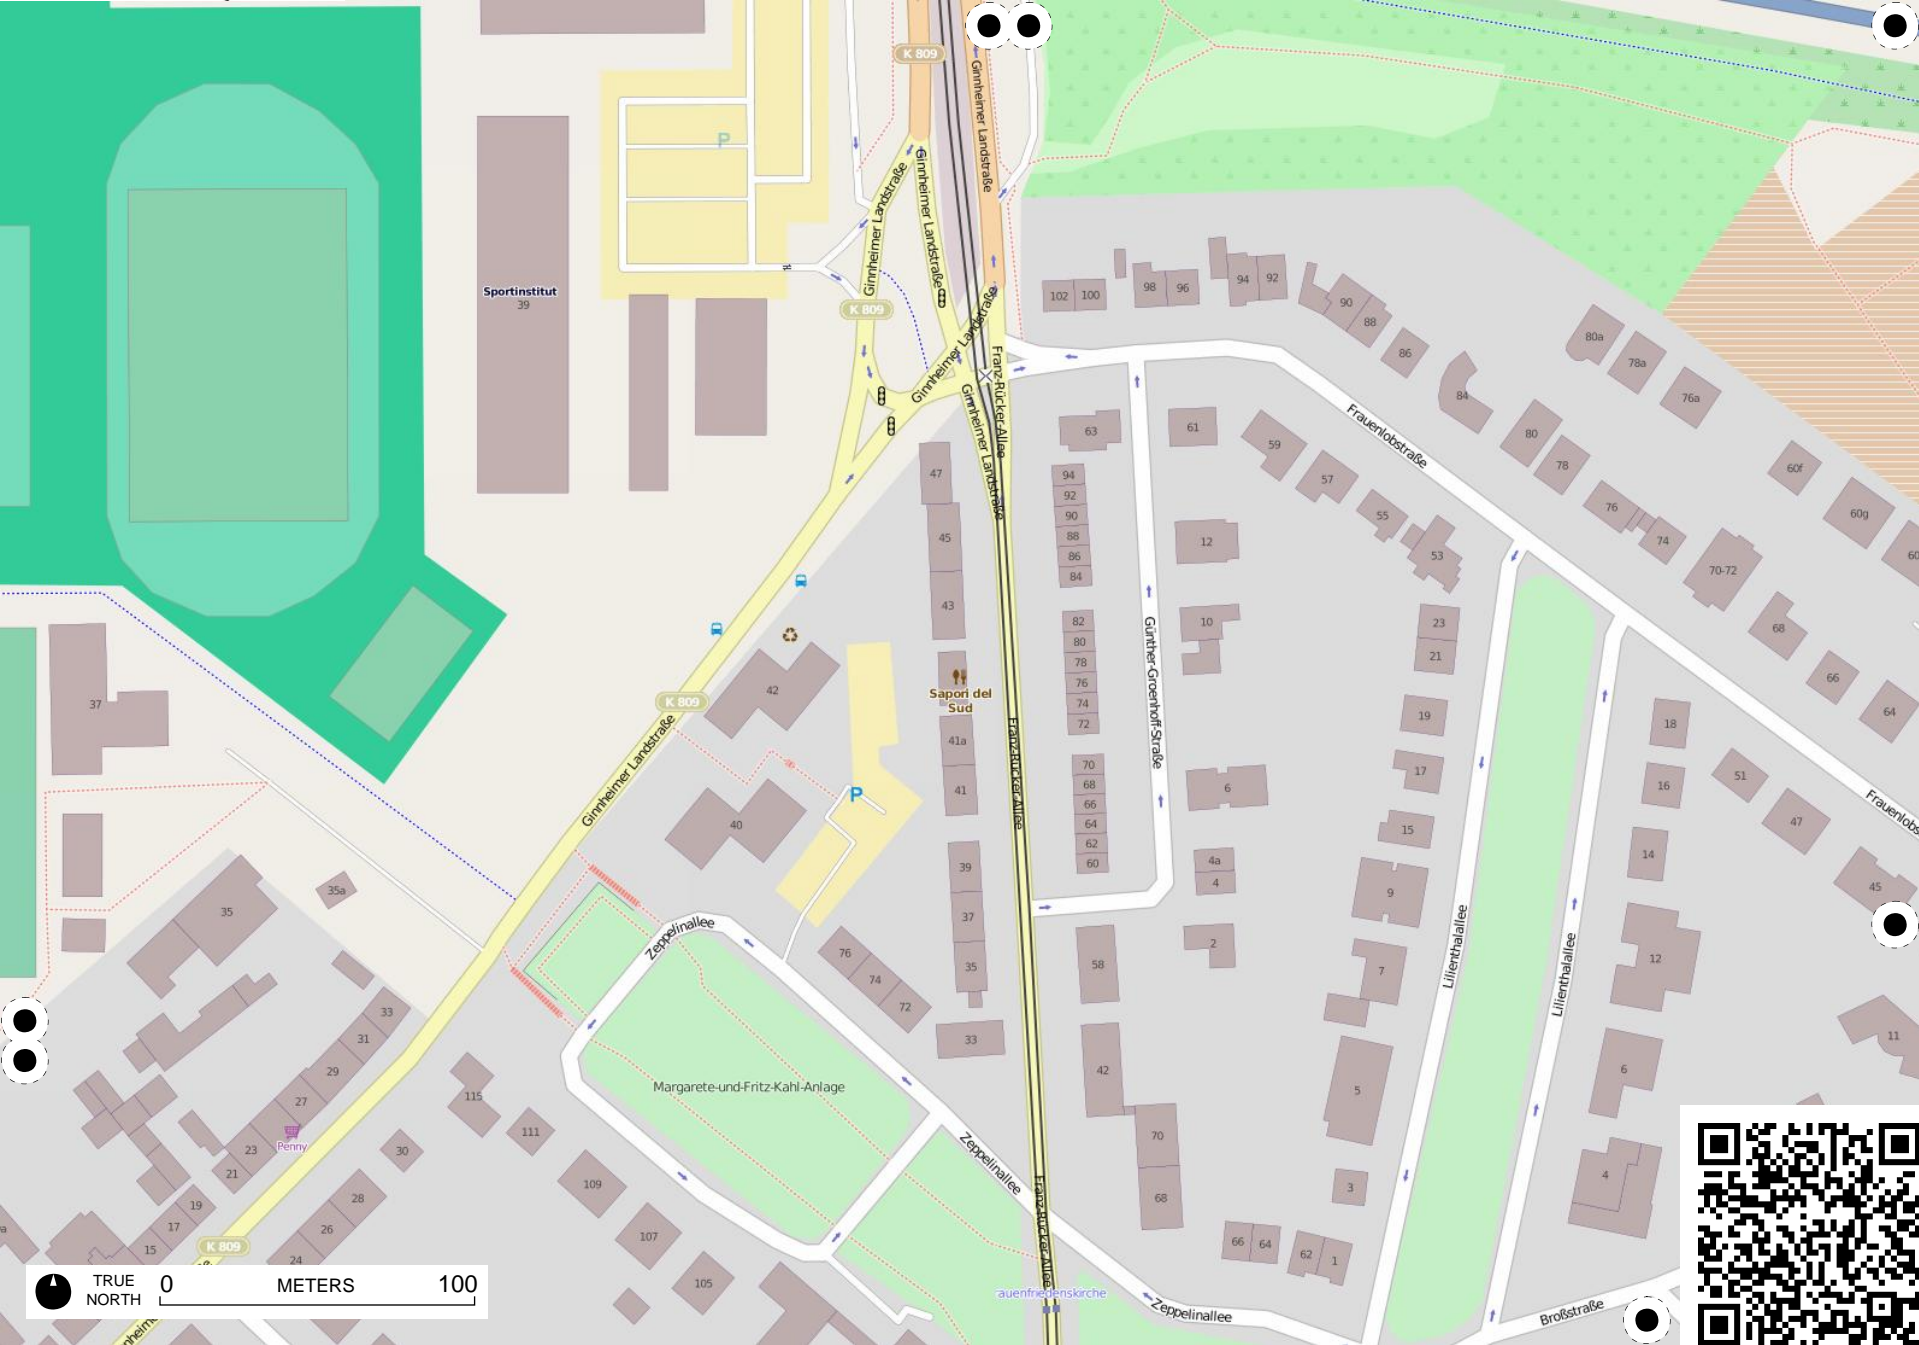 K 809
Ginnheimer Landstraße
P
Ginnheimer Landstraße
Ginnheimer Landstraße
Sportinstitut
39
K 809
Ginnheimer Landstraße
Franz-Rücker-Allee
Ginnheimer Landstraße
102
100
98
96
94
92
90
88
86
84
80a
78a
76a
80
78
76
74
70-72
60f
60g
60
68
66
64
Frauenlobstraße
63
61
59
57
55
53
94
92
90
88
86
84
12
47
45
43
82
80
78
76
74
72
10
Günther-Groenhoff-Straße
23
21
19
17
15
9
7
5
3
18
16
14
12
6
4
51
47
45
11
Frauenlobs
37
42
K 809
Ginnheimer Landstraße
Sapori del
Sud
41a
41
Franz-Rücker-Allee
70
68
66
64
62
60
6
4a
4
2
P
40
39
37
35
33
58
42
70
68
66
64
62
1
Lilienthalallee
Lilienthalallee
35a
35
Zeppelinallee
76
74
72
33
31
29
27
23
21
19
17
15
Penny
115
111
109
107
105
30
28
26
24
Margarete-und-Fritz-Kahl-Anlage
Zeppelinallee
Franz-Rücker-Allee
auenfriedenskirche
Zeppelinallee
Broßstraße
K 809
TRUE
NORTH
0 METERS 100